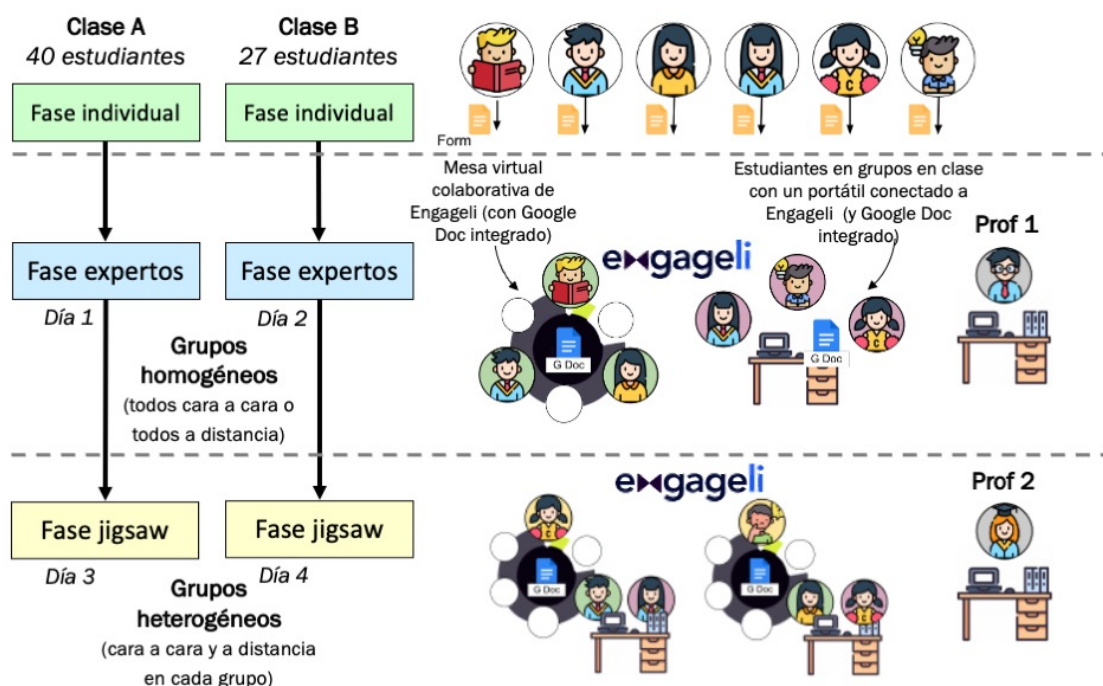 Clase A
40 estudiantes
Clase B
27 estudiantes
Fase individual
Fase individual
Form
Mesa virtual
colaborativa de
Engageli (con Google
Doc integrado)
Estudiantes en grupos en clase
con un portátil conectado a
Engageli (y Google Doc
integrado)
Prof 1
engageli
Fase expertos
Fase expertos
Día 1
Día 2
G Doc
G Doc
C
Grupos
homogéneos
(todos cara a cara o
todos a distancia)
engageli
Prof 2
Fase jigsaw
Fase jigsaw
Día 3
Día 4
G Doc
G Doc
C
C
C
Grupos
heterogéneos
(cara a cara y a distancia
en cada grupo)